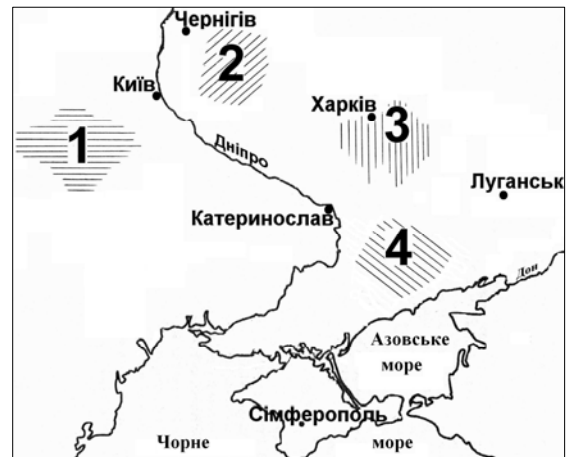 Чернігів
2
Київ
Харків
3
1
Дніпро
Луганськ
Катеринослав
4
Дон
Азовське
море
Сімферополь
Чорне
море